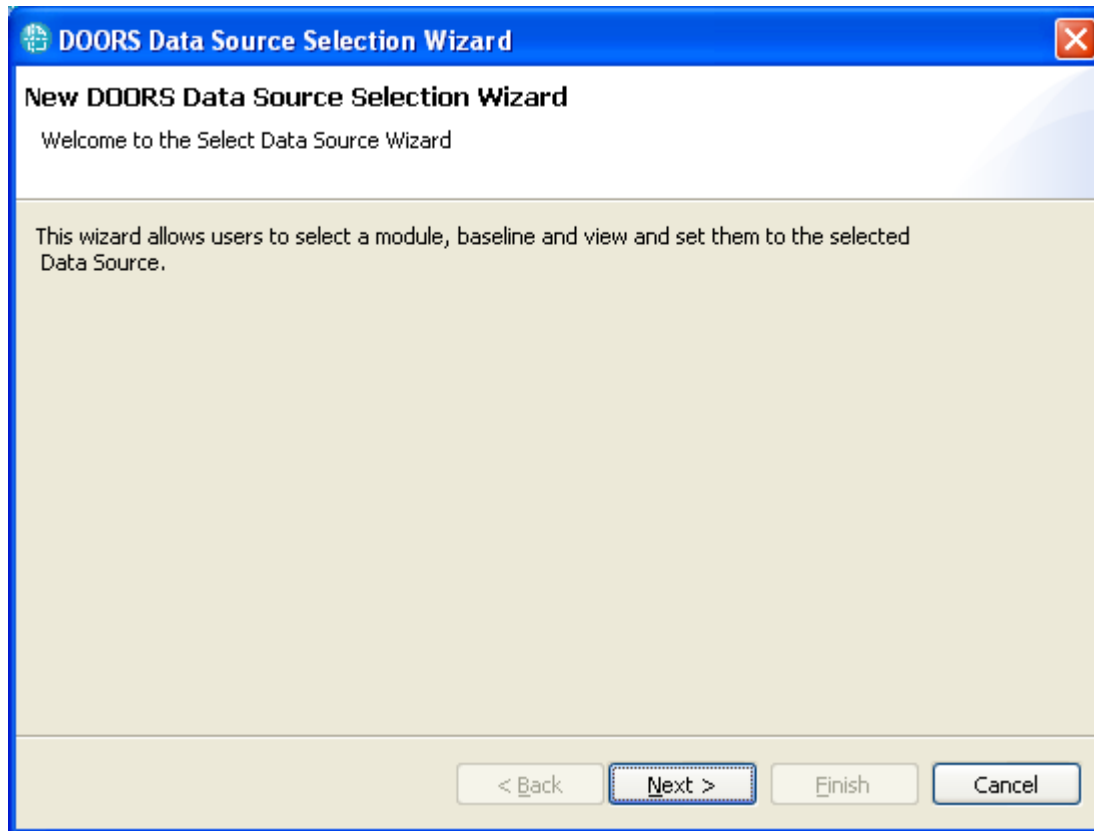 DOORS Data Source Selection Wizard
New DOORS Data Source Selection Wizard
Welcome to the Select Data Source Wizard
This wizard allows users to select a module, baseline and view and set them to the selected
Data Source.
< Back Next > Finish Cancel